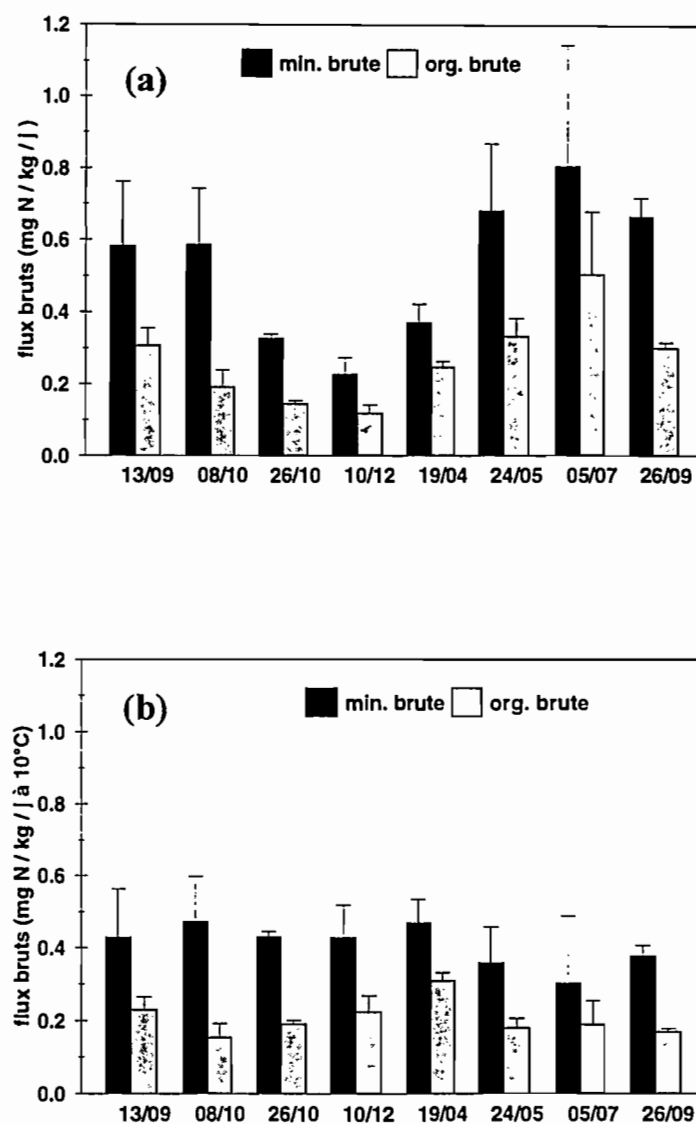 1.2
(a)
min. brute org. brute
1.0
0.8
0.6
0.4
0.2
0.0
flux bruts (mg N / kg / j)
13/09 08/10 26/10 10/12 19/04 24/05 05/07 26/09
1.2
(b)
min. brute org. brute
1.0
0.8
0.6
0.4
0.2
0.0
flux bruts (mg N / kg / j à 10°C)
13/09 08/10 26/10 10/12 19/04 24/05 05/07 26/09